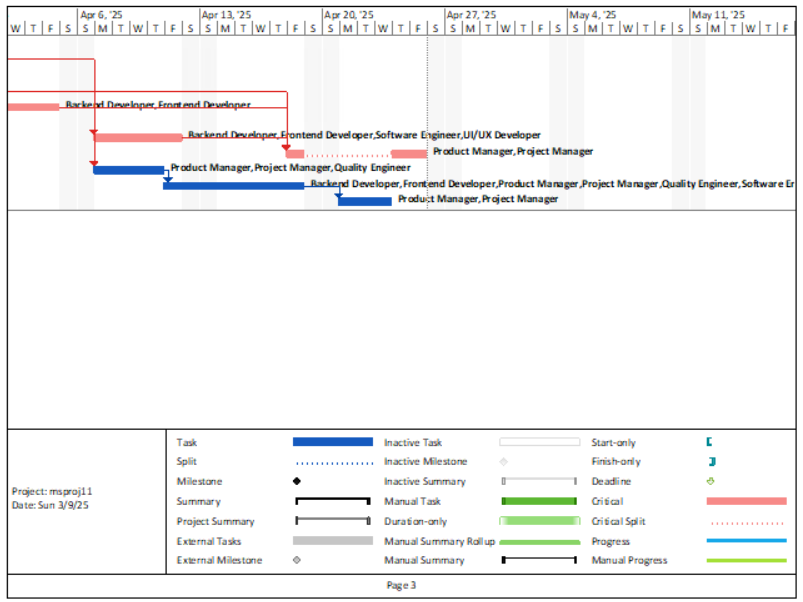 Apr 6, '25 Apr 13, '25 Apr 20, '25 Apr 27, '25 May 4, '25 May 11, '25
W T F S S M T W T F S S M T W T F S S M T W T F S S M T W T F S S M T W T F S S M T W T F
Backend Developer,Frontend Developer
Backend Developer,Frontend Developer,Software Engineer,UI/UX Developer
Product Manager,Project Manager
Product Manager,Project Manager,Quality Engineer
Backend Developer,Frontend Developer,Product Manager,Project Manager,Quality Engineer,Software Er
Product Manager,Project Manager
Project: msproj11
Date: Sun 3/9/25
Task Inactive Task Start-only
Split Inactive Milestone Finish-only
Milestone Inactive Summary Deadline
Summary Manual Task Critical
Project Summary Duration-only Critical Split
External Tasks Manual Summary Rollup Progress
External Milestone Manual Summary Manual Progress
Page 3